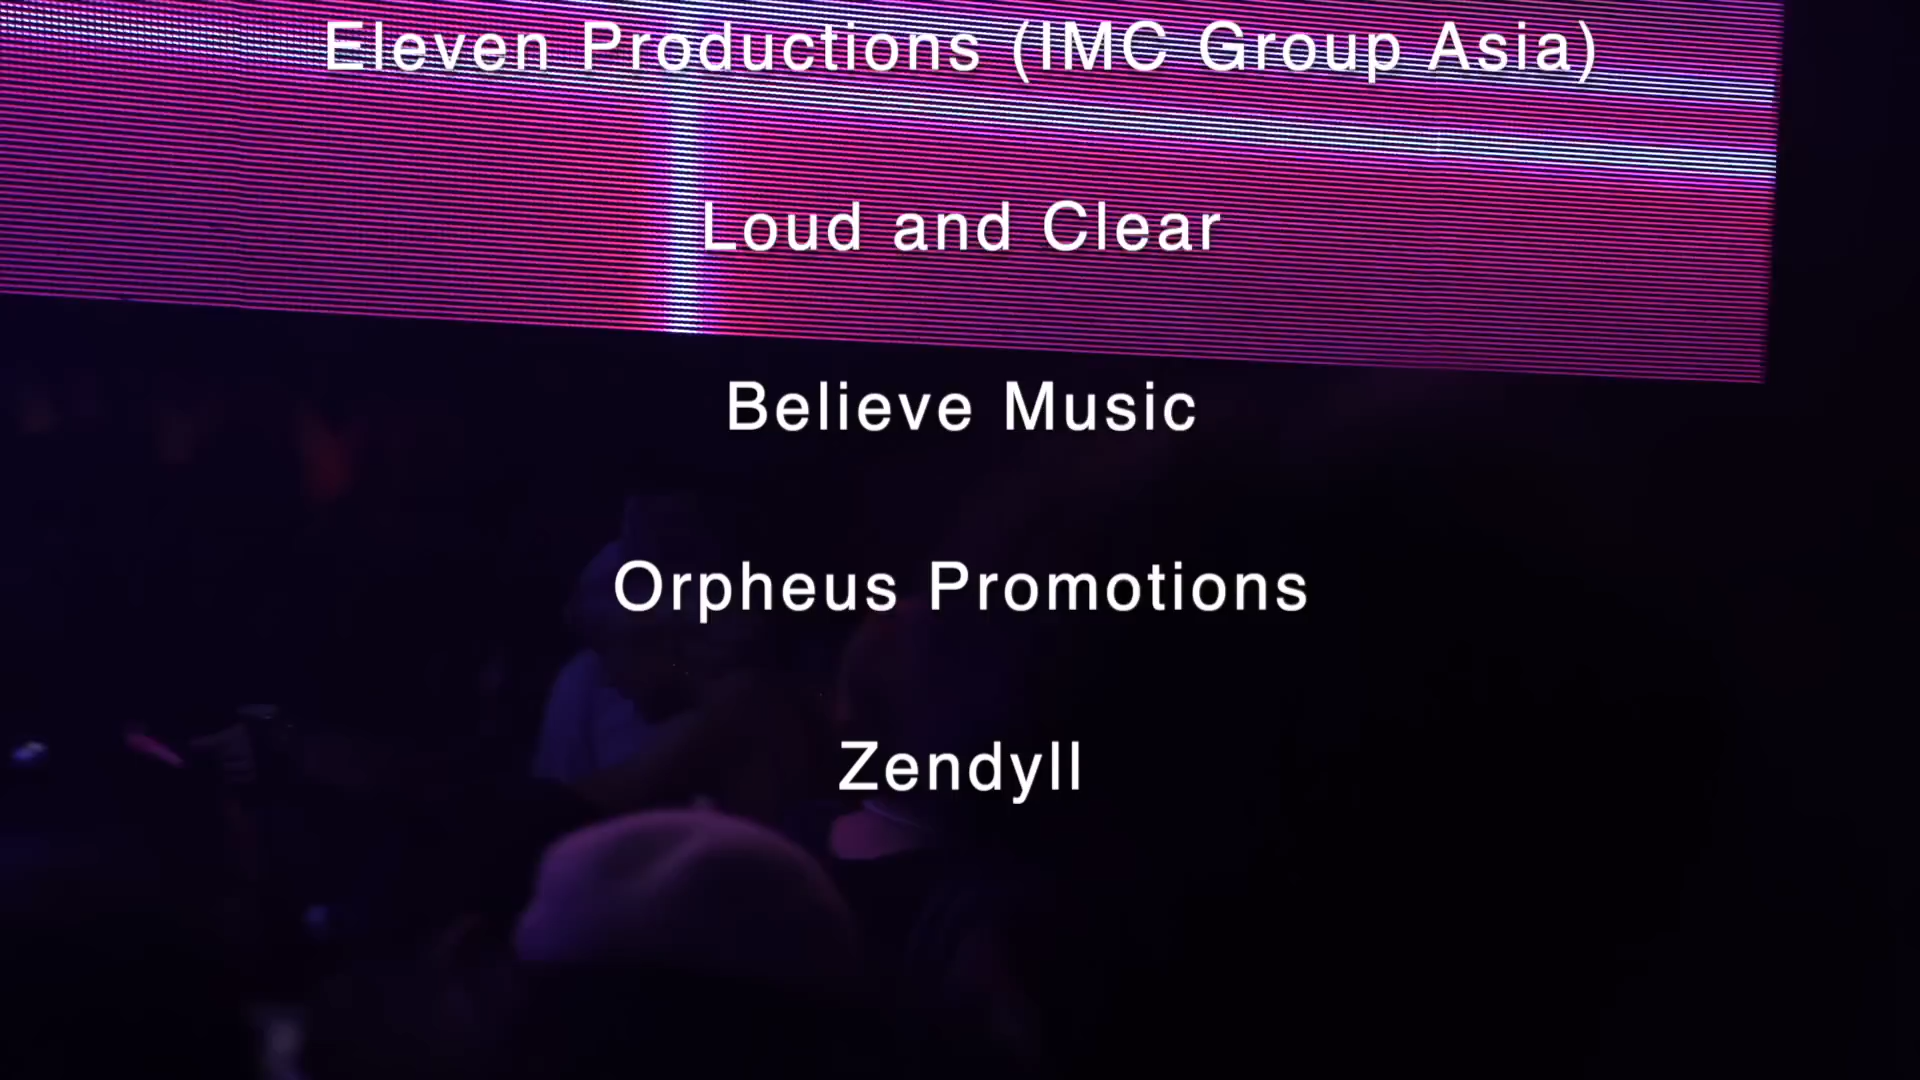 Eleven Productions (IMC Group Asia)
Loud and Clear
Believe Music
Orpheus Promotions
Zendyll